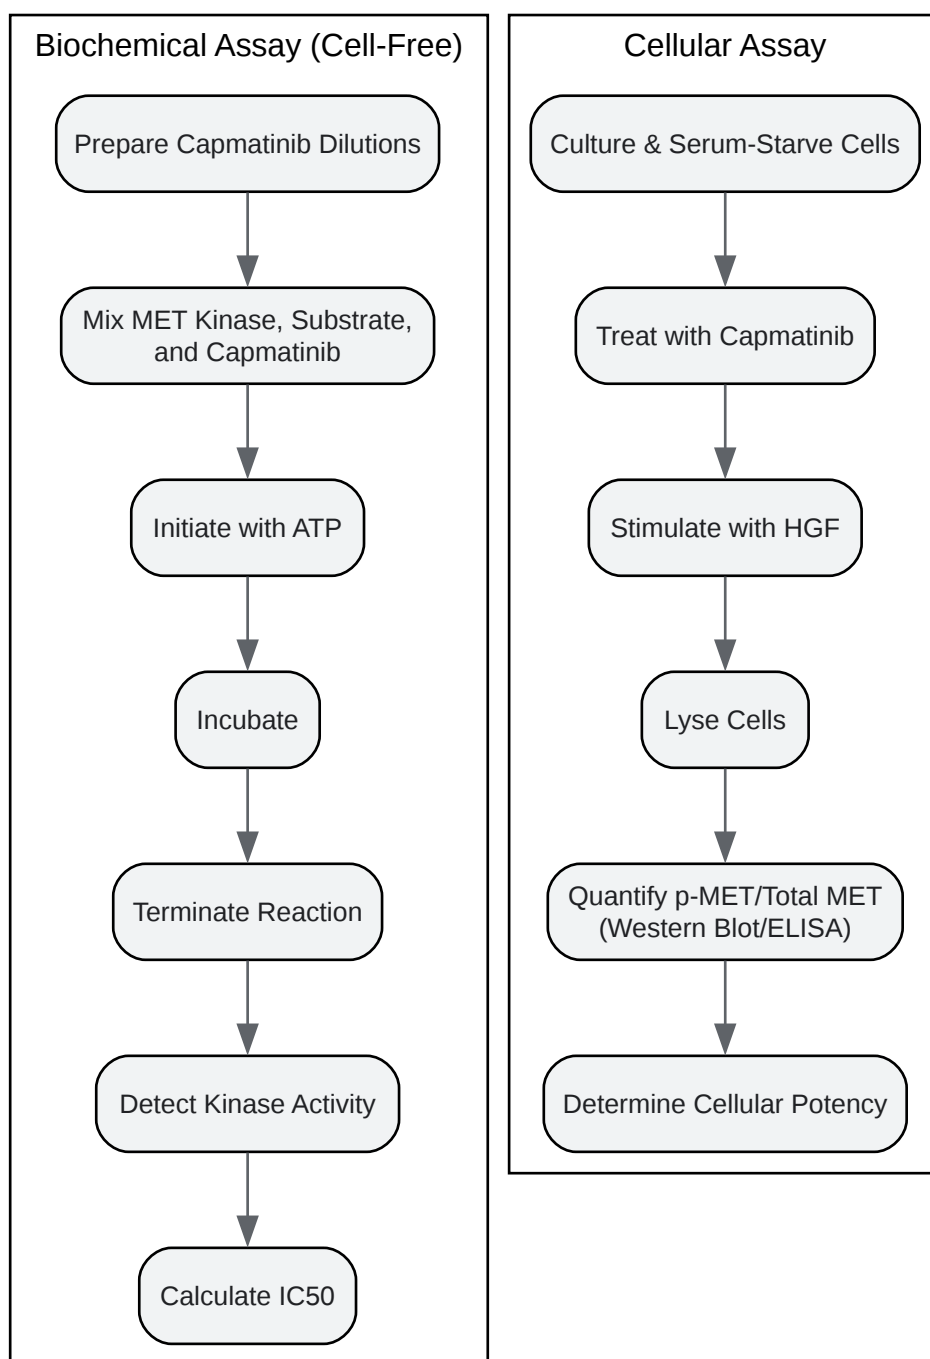 Biochemical Assay (Cell-Free)
Prepare Capmatinib Dilutions
Mix MET Kinase, Substrate,
and Capmatinib
Initiate with ATP
Incubate
Terminate Reaction
Detect Kinase Activity
Calculate IC50
Cellular Assay
Culture & Serum-Starve Cells
Treat with Capmatinib
Stimulate with HGF
Lyse Cells
Quantify p-MET/Total MET
(Western Blot/ELISA)
Determine Cellular Potency